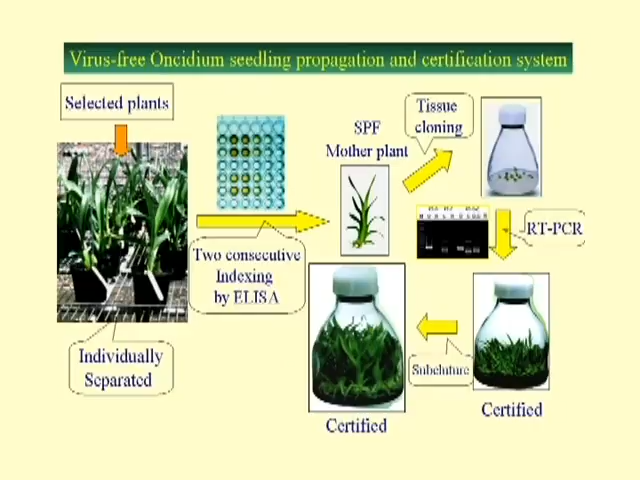 Virus-free Oncidium seedling propagation and certification system
Selected plants
SPF
Mother plant
Tissue
cloning
RT-PCR
Two consecutive
Indexing
by ELISA
Individually
Separated
Subcluture
Certified
Certified